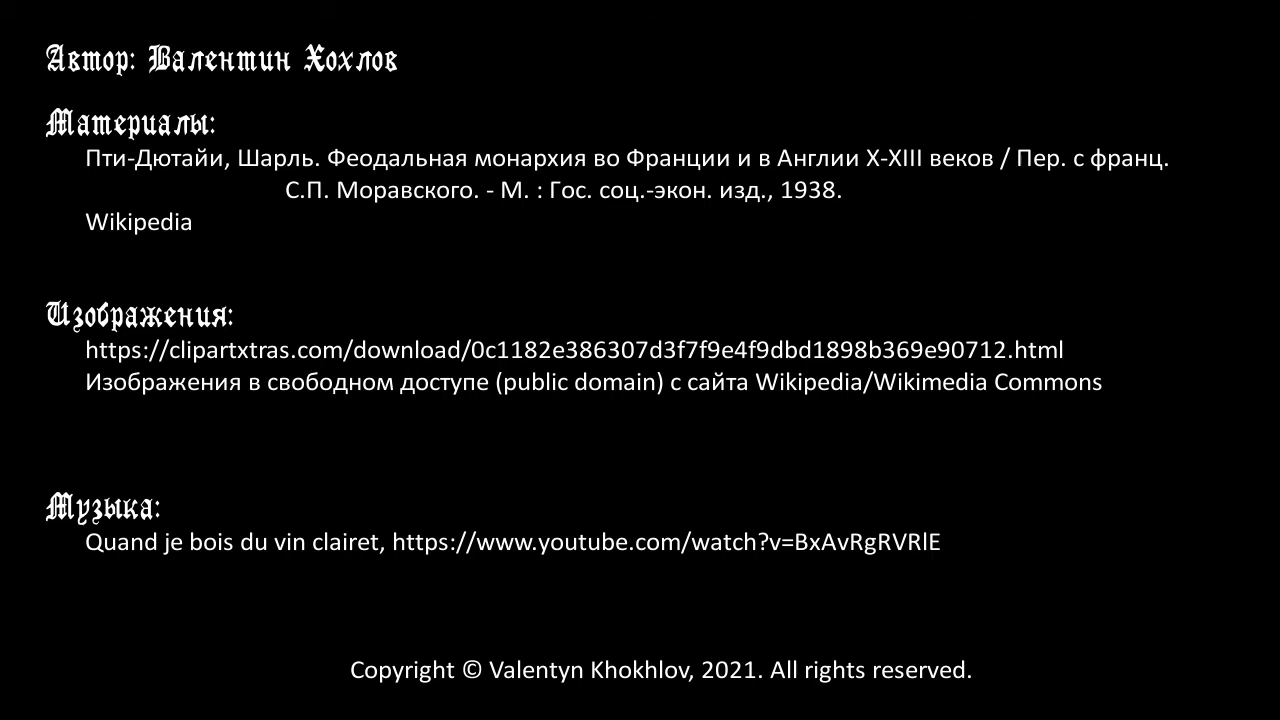 Автор: Валентин Хохлов
Материалы:
Пти-Дютайи, Шарль. Феодальная монархия во Франции и в Англии X-XIII веков / Пер. с франц.
С.П. Моравского. - М. : Гос. соц.-экон. изд., 1938.
Wikipedia
Изображения:
https://clipartxtras.com/download/0c1182e386307d3f7f9e4f9dbd1898b369e90712.html
Изображения в свободном доступе (public domain) с сайта Wikipedia/Wikimedia Commons
Музыка:
Quand je bois du vin clairet, https://www.youtube.com/watch?v=BxAvRgRVRlE
Copyright © Valentyn Khokhlov, 2021. All rights reserved.